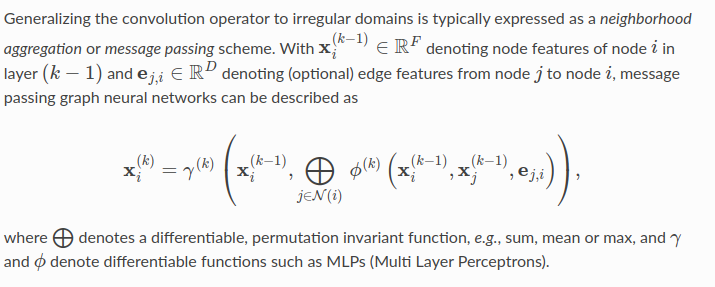 Generalizing the convolution operator to irregular domains is typically expressed as a neighborhood
aggregation or message passing scheme. With $\mathbf{x}_i^{(k-1)} \in \mathbb{R}^F$ denoting node features of node $i$ in
layer $(k-1)$ and $\mathbf{e}_{j,i} \in \mathbb{R}^D$ denoting (optional) edge features from node $j$ to node $i$, message
passing graph neural networks can be described as
$\mathbf{x}_i^{(k)} = \gamma^{(k)} \left( \mathbf{x}_i^{(k-1)}, \bigoplus_{j \in \mathcal{N}(i)} \phi^{(k)} \left( \mathbf{x}_i^{(k-1)}, \mathbf{x}_j^{(k-1)}, \mathbf{e}_{j,i} \right) \right),$
where $\bigoplus$ denotes a differentiable, permutation invariant function, e.g., sum, mean or max, and $\gamma$
and $\phi$ denote differentiable functions such as MLPs (Multi Layer Perceptrons).